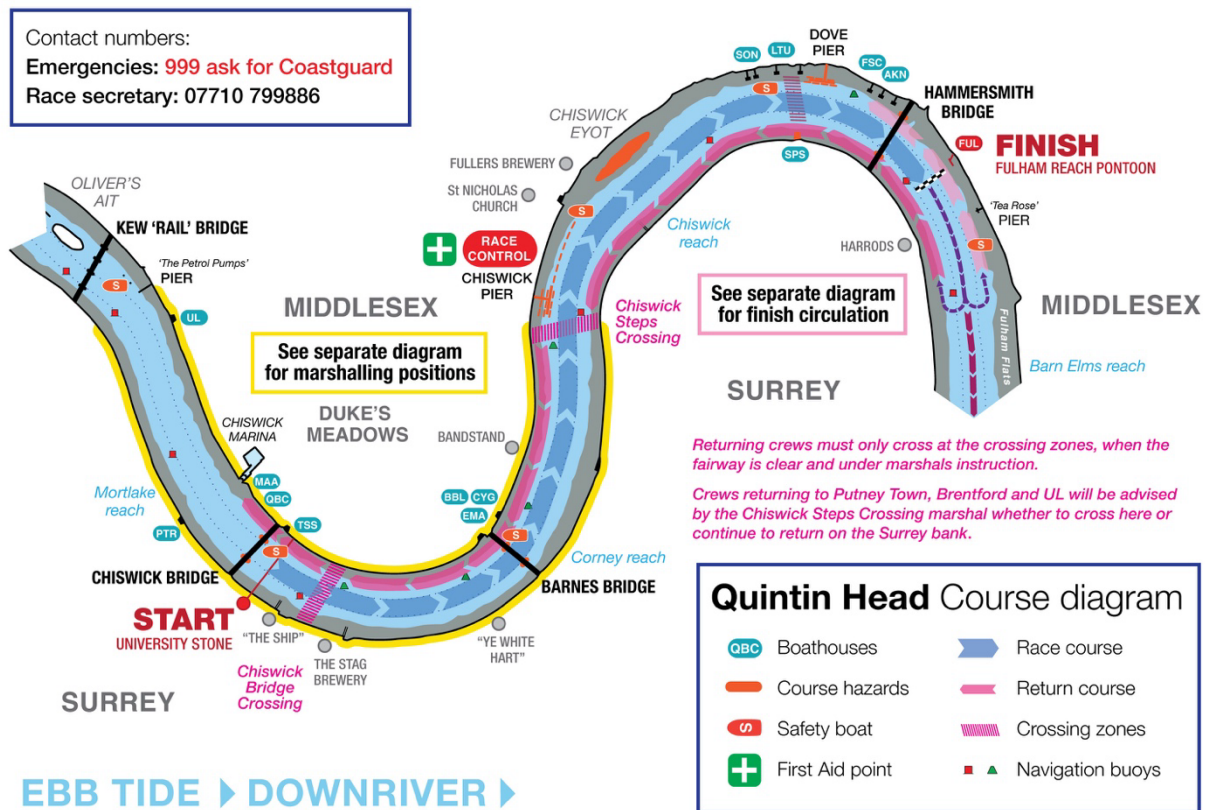 Contact numbers:
Emergencies: 999 ask for Coastguard
Race secretary: 07710 799886
OLIVER'S
AIT
KEW 'RAIL' BRIDGE
'The Petrol Pumps'
PIER
S
UL
MIDDLESEX
See separate diagram
for marshalling positions
DUKE'S
MEADOWS
BANDSTAND
CHISWICK
MARINA
MAA
QBC
TSS
Mortlake
reach
PTR
CHISWICK BRIDGE
S
START
UNIVERSITY STONE
"THE SHIP"
THE STAG
BREWERY
Chiswick
Bridge
Crossing
"YE WHITE
HART"
BBL
CYG
EMA
S
BARNES BRIDGE
Corney reach
SURREY
EBB TIDE
DOWNRIVER
CHISWICK
EYOT
FULLERS BREWERY
St NICHOLAS
CHURCH
S
RACE
CONTROL
CHISWICK
PIER
Chiswick
Steps
Crossing
Chiswick
reach
SON
LTU
DOVE
PIER
S
FSC
AKN
SPS
HAMMERSMITH
BRIDGE
FUL
FINISH
FULHAM REACH PONTOON
'Tea Rose'
PIER
S
HARRODS
See separate diagram
for finish circulation
MIDDLESEX
Fulham Flats
Barn Elms reach
SURREY
Returning crews must only cross at the crossing zones, when the
fairway is clear and under marshals instruction.
Crews returning to Putney Town, Brentford and UL will be advised
by the Chiswick Steps Crossing marshal whether to cross here or
continue to return on the Surrey bank.
Quintin Head Course diagram
QBC Boathouses
Race course
Course hazards
Return course
S Safety boat
Crossing zones
First Aid point
Navigation buoys